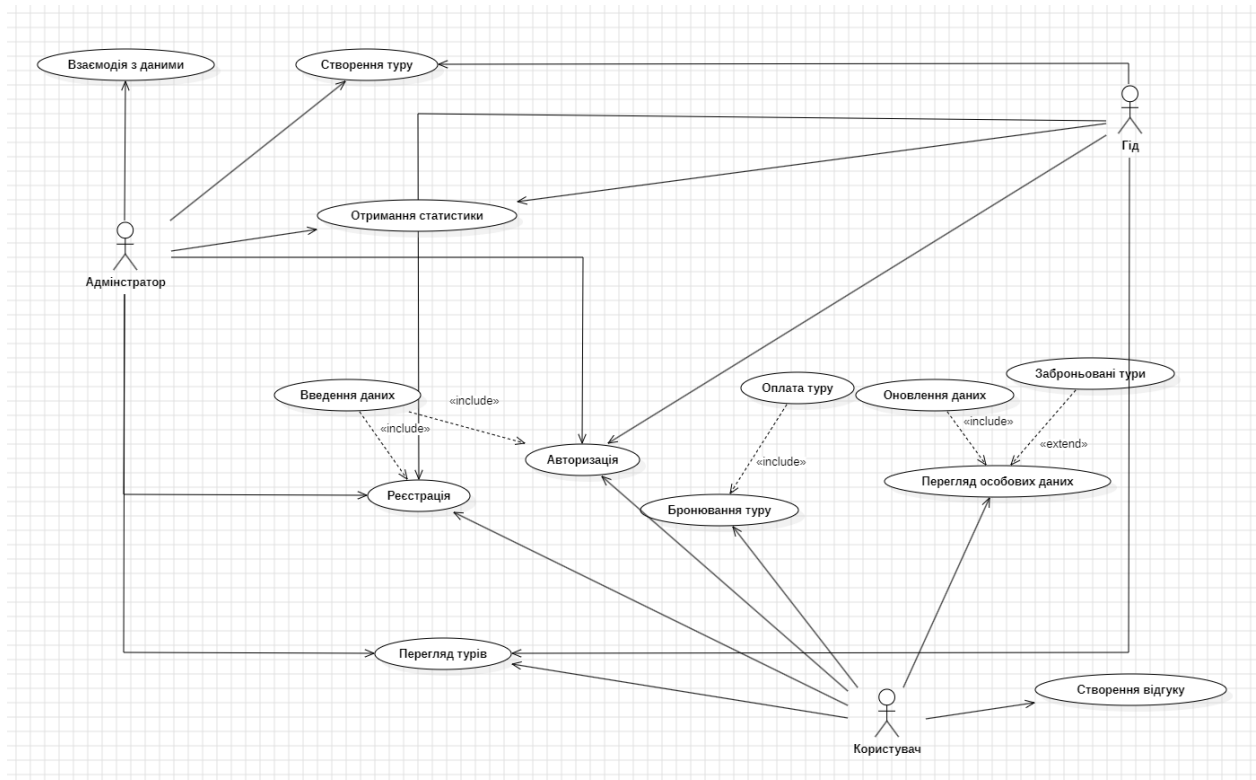 Взаємодія з даними
Створення туру
Гід
Отримання статистики
Адмінстратор
Введення даних
«include»
«include»
Оплата туру
Оновлення даних
Заброньовані тури
«include»
«extend»
Авторизація
«include»
Перегляд особових даних
Реєстрація
Бронювання туру
Перегляд турів
Створення відгуку
Користувач